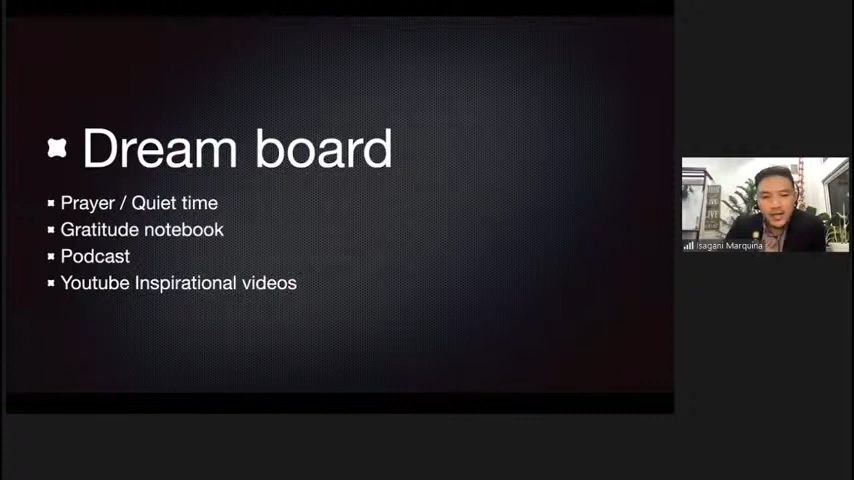 Dream board
Prayer / Quiet time
Gratitude notebook
Podcast
Youtube Inspirational videos
Isagani Marquina